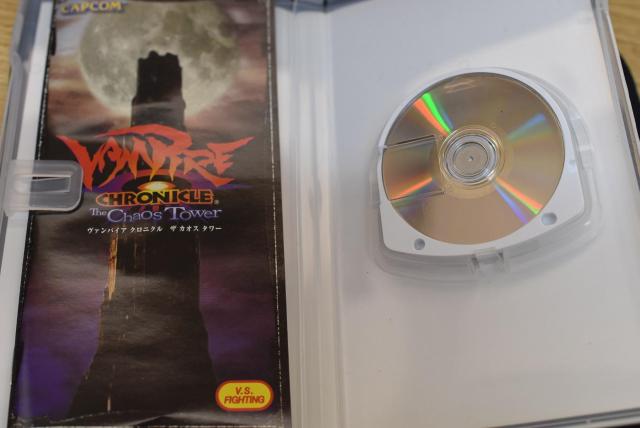 CAPCOM
VAMPIRE
CHRONICLE®
The Chaos Tower
ヴァンパイア クロニクル ザ カオス タワー
V.S.
FIGHTING